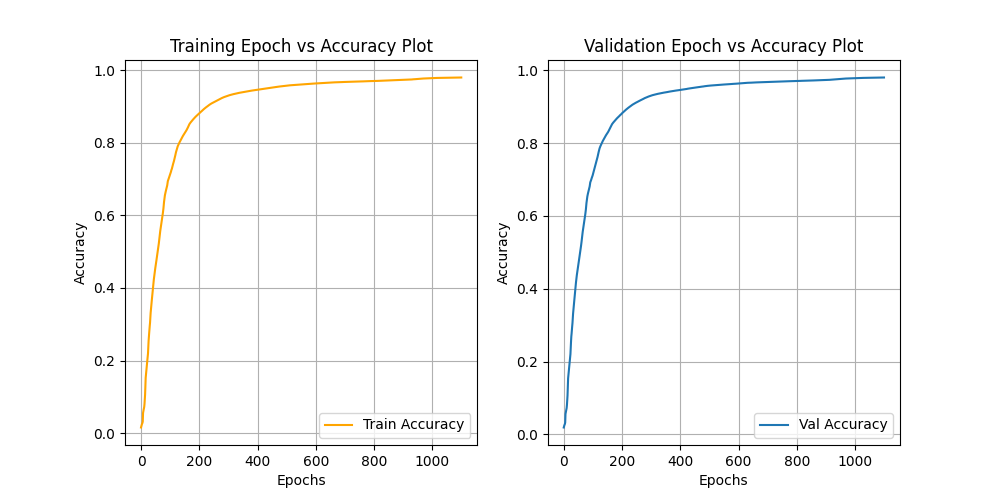 Training Epoch vs Accuracy Plot
1.0
0.8
0.6
0.4
0.2
0.0
Accuracy
0 200 400 600 800 1000
Epochs
Train Accuracy
Validation Epoch vs Accuracy Plot
1.0
0.8
0.6
0.4
0.2
0.0
Accuracy
0 200 400 600 800 1000
Epochs
Val Accuracy